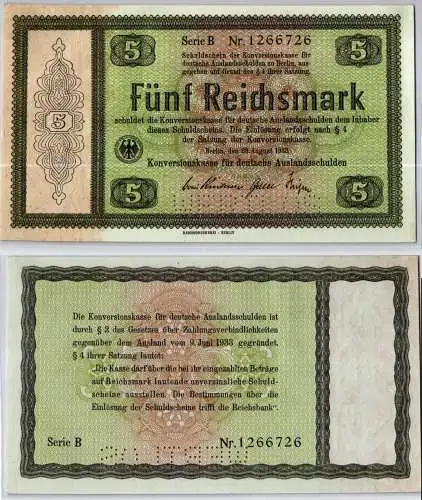 5
5
Serie B Nr. 1266726
Schuldschein der Konversionskasse für
deutsche Auslandsschulden zu Berlin, aus-
gegeben auf Grund des § 4 ihrer Satzung.
Fünf Reichsmark
5
schuldet die Konversionskasse für deutsche Auslandsschulden dem Inhaber
dieses Schuldscheins. Die Einlösung erfolgt nach § 4
der Satzung der Konversionskasse.
Berlin, den 28. August 1933.
Konversionskasse für deutsche Auslandsschulden
5
5
REICHSDRUCKEREI · BERLIN
Die Konversionskasse für deutsche Auslandsschulden ist
durch § 2 des Gesetzes über Zahlungsverbindlichkeiten
gegenüber dem Ausland vom 9. Juni 1933 gegründet.
§ 4 ihrer Satzung lautet:
„Die Kasse darf über die bei ihr eingezahlten Beträge
auf Reichsmark lautende unverzinsliche Schuld-
scheine ausstellen. Die Bestimmungen über die
Einlösung der Schuldscheine trifft die Reichsbank“.
Serie B Nr. 1266726